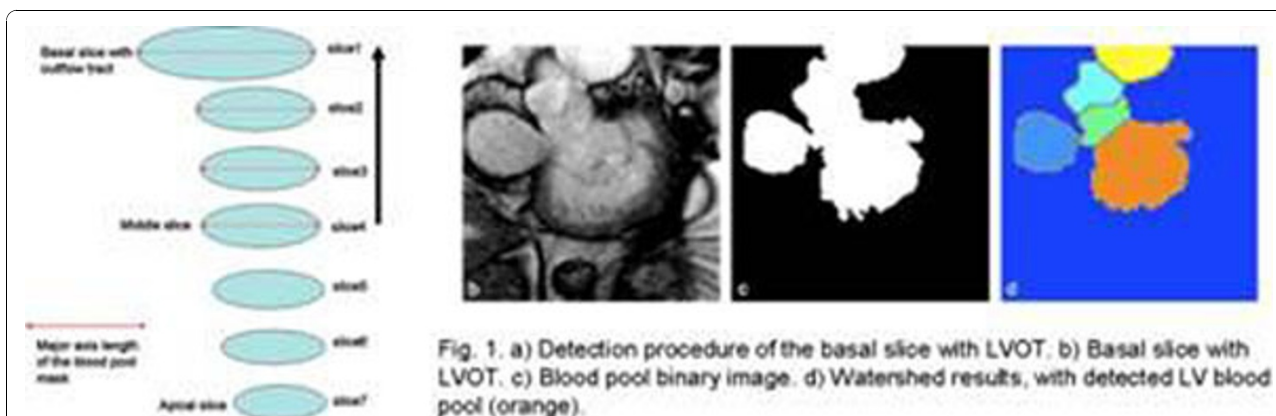 Basal slice with
outflow tract
slice1
slice2
slice3
Middle slice
slice4
slice5
slice6
Major axis length
of the blood pool
mask
Apical slice
slice7
b
c
d
Fig. 1. a) Detection procedure of the basal slice with LVOT. b) Basal slice with
LVOT. c) Blood pool binary image. d) Watershed results, with detected LV blood
pool (orange).